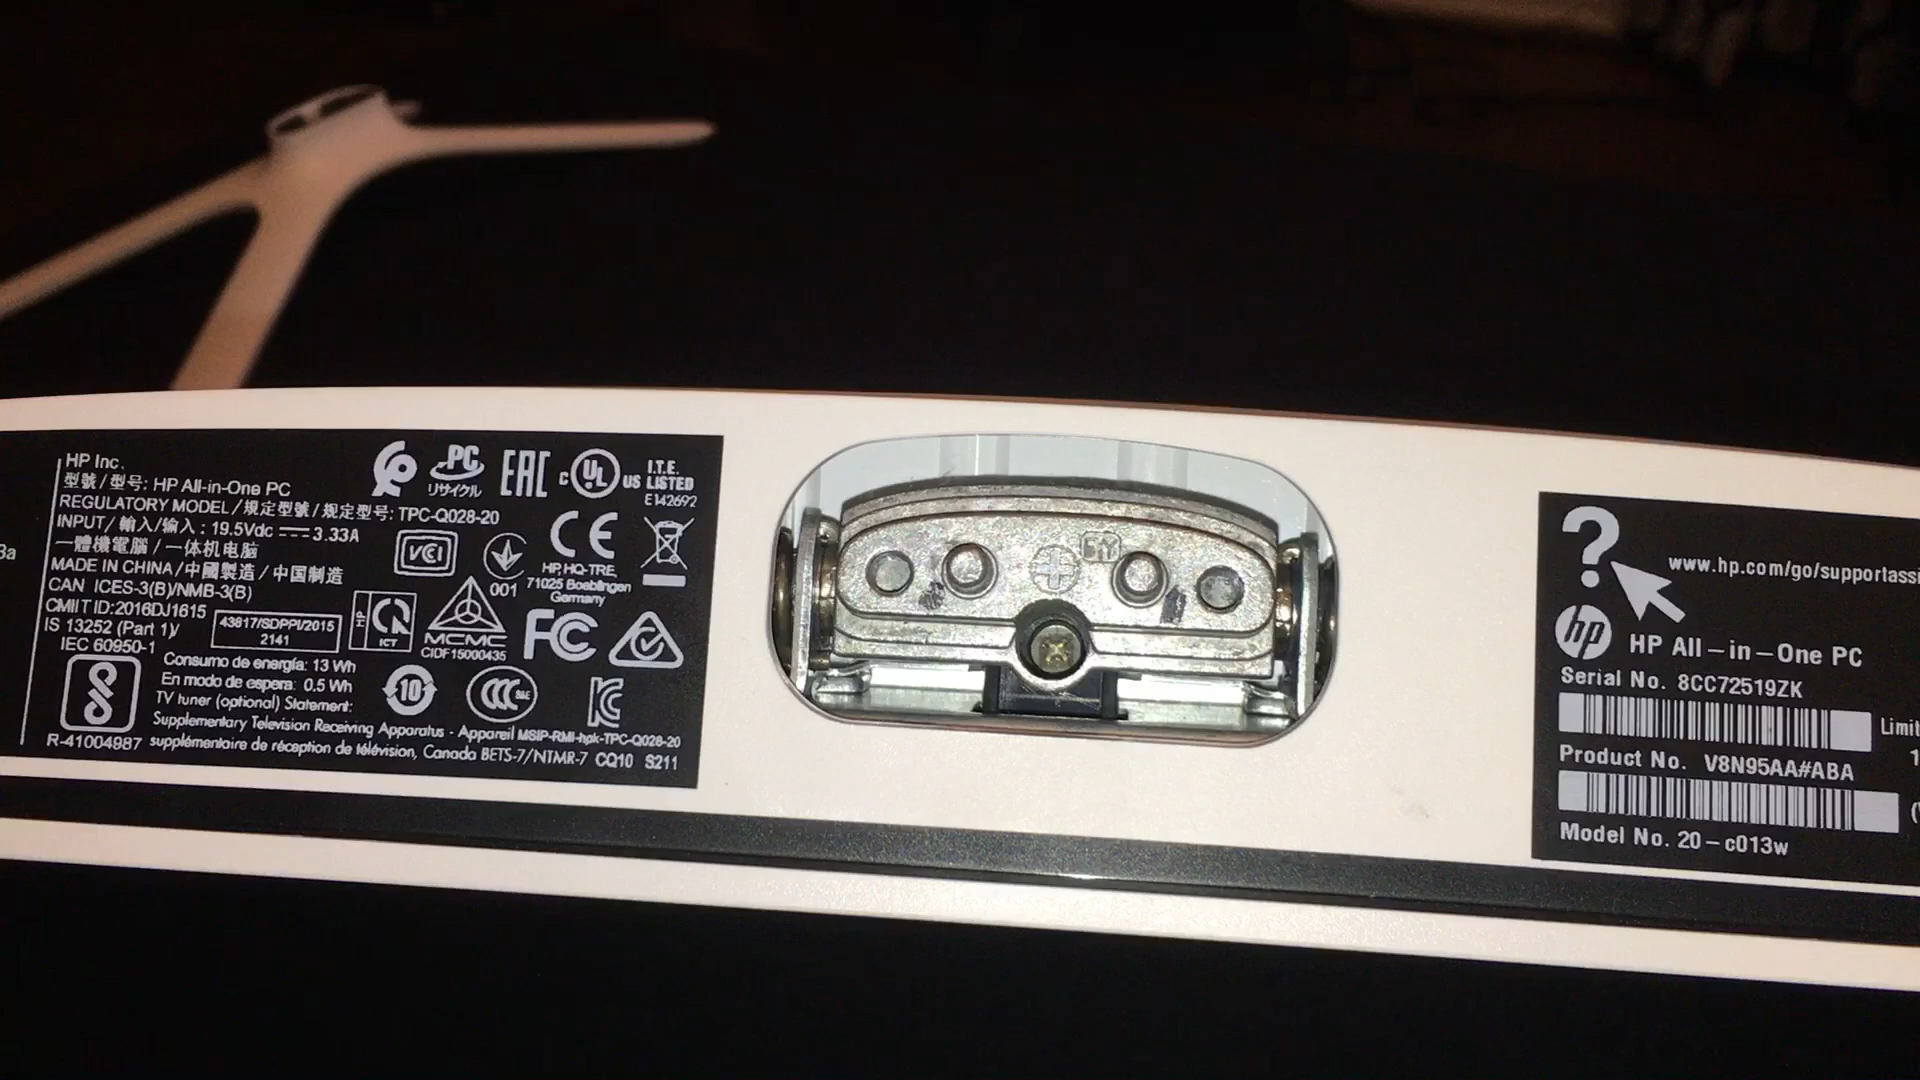 HP Inc.
型號/型号: HP All-in-One PC
REGULATORY MODEL/規定型號/规定型号: TPC-Q028-20
INPUT/輸入/输入: 19.5Vdc 3.33A
一體機電腦/一体机电脑
MADE IN CHINA/中國製造/中国制造
CAN ICES-3(B)/NMB-3(B)
CMIIT ID:2016DJ1615
IS 13252 (Part 1)/
IEC 60950-1
R-41004987
43817/SDPPI/2015
2141
Consumo de energía: 13 Wh
En modo de espera: 0.5 Wh
TV tuner (optional) Statement:
Supplementary Television Receiving Apparatus - Appareil
supplémentaire de réception de télévision, Canada BETS-7/NTMR-7 CQ10 S211
MSIP-RMI-hpk-TPC-Q028-20
PC
リサイクル
EAC
c UL US
I.T.E.
LISTED
E142692
VCCI
001
CE
HP, HQ-TRE,
71025 Boeblingen
Germany
HP
ICT
MCMC
CIDF15000435
FC
10
CCC
S&E
3a
?
www.hp.com/go/supportassi
hp
HP All-in-One PC
Serial No. 8CC72519ZK
Limit
Product No. V8N95AA#ABA
Model No. 20-c013w